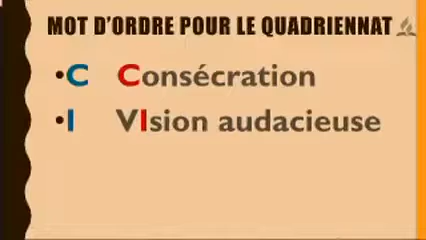 MOT D’ORDRE POUR LE QUADRIENNAT
•C Consécration
•I VIsion audacieuse